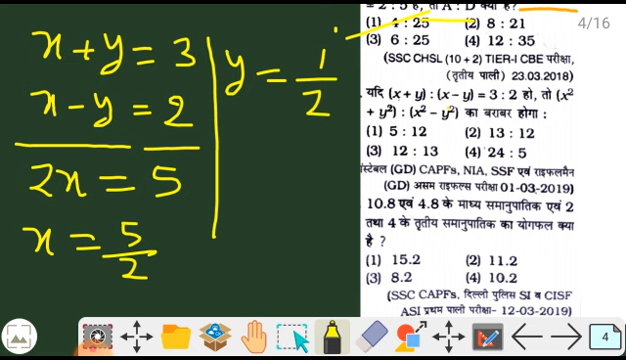 x + y = 3
x - y = 2
2x = 5
x = 5/2
y = 1/2
= 2 : 5 है, तो A : D क्या है?
(1) 4 : 25 (2) 8 : 21
(3) 6 : 25 (4) 12 : 35
(SSC CHSL (10 + 2) TIER-I CBE परीक्षा,
(तृतीय पाली) 23.03.2018)
. यदि (x + y) : (x – y) = 3 : 2 हो, तो (x²
+ y²) : (x² – y²) का बराबर होगा :
(1) 5 : 12 (2) 13 : 12
(3) 12 : 13 (4) 24 : 5
ंस्टेबल (GD) CAPFs, NIA, SSF एवं राइफलमैन
(GD) असम राइफल्स परीक्षा 01-03-2019)
10.8 एवं 4.8 के माध्य समानुपातिक एवं 2
तथा 4 के तृतीय समानुपातिक का योगफल क्या
है ?
(1) 15.2 (2) 11.2
(3) 8.2 (4) 10.2
(SSC CAPFs, दिल्ली पुलिस SI व CISF
ASI प्रथम पाली परीक्षा- 12-03-2019)
4/16
4